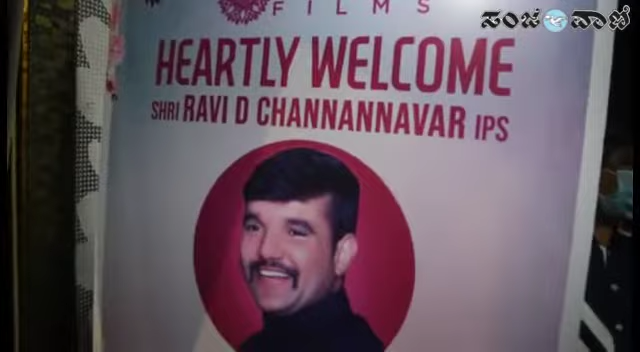 ಸಂಜೆವಾಣಿ
FILMS
HEARTLY WELCOME
SHRI RAVI D CHANNANNAVAR IPS